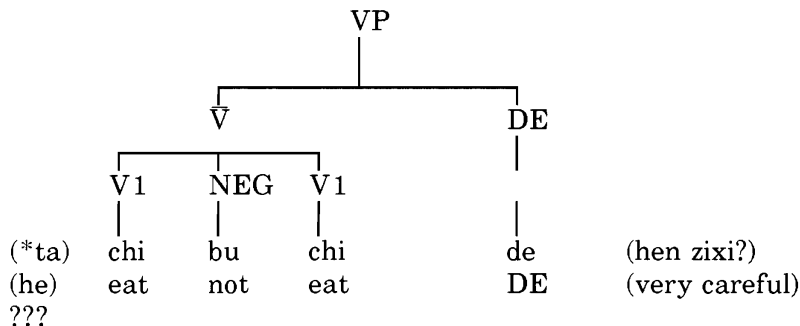 VP
V̄ DE
V1 NEG V1
(*ta) chi bu chi de (hen zixi?)
(he) eat not eat DE (very careful)
???